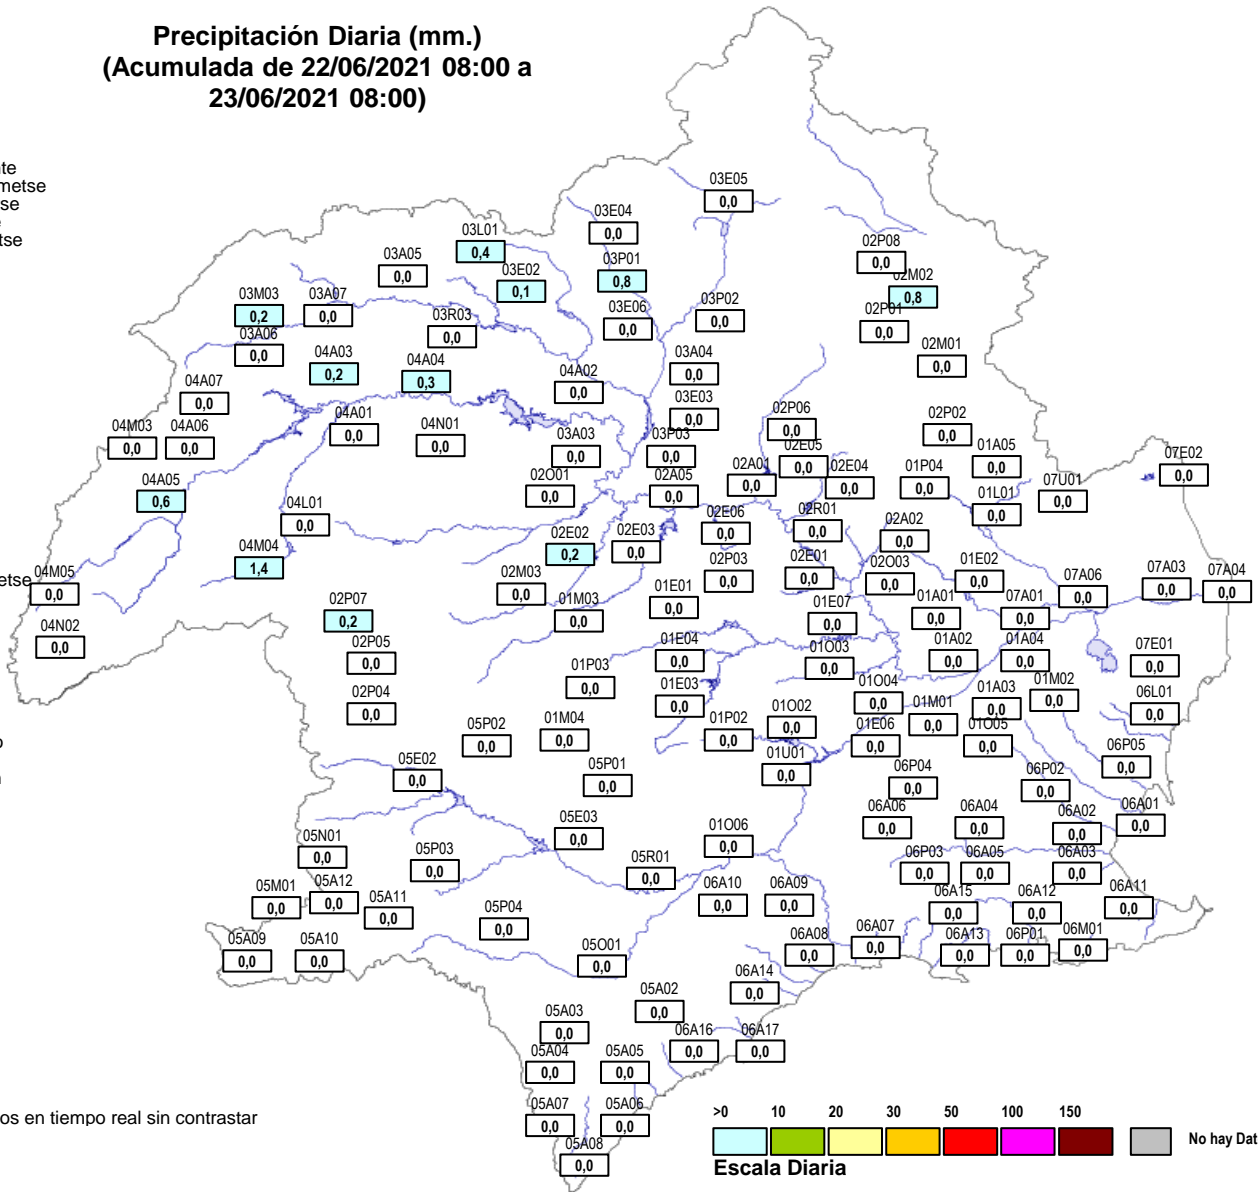 Precipitación Diaria (mm.)
(Acumulada de 22/06/2021 08:00 a
23/06/2021 08:00)
te
metse
se
tse
03E05
0,0
03E04
0,0
03L01
0,4
03A05
0,0
03E02
0,1
03P01
0,8
02P08
0,0
02M02
0,8
03M03
0,2
03A07
0,0
03R03
0,0
03E06
0,0
03P02
0,0
02P01
0,0
03A06
0,0
04A03
0,2
04A04
0,3
04A02
0,0
03A04
0,0
02M01
0,0
04A07
0,0
03E03
0,0
04M03
0,0
04A06
0,0
04A01
0,0
04N01
0,0
03A03
0,0
03P03
0,0
02P06
0,0
02E05
0,0
02P02
0,0
01A05
0,0
07E02
0,0
04A05
0,6
02O01
0,0
02A05
0,0
02A01
0,0
02E04
0,0
01P04
0,0
01L01
0,0
07U01
0,0
04L01
0,0
02E06
0,0
02R01
0,0
02A02
0,0
04M04
1,4
02E02
0,2
02E03
0,0
etse
04M05
0,0
02M03
0,0
02P03
0,0
02E01
0,0
02O03
0,0
01E02
0,0
07A06
0,0
07A03
0,0
07A04
0,0
02P07
0,2
01M03
0,0
01E01
0,0
01E07
0,0
01A01
0,0
07A01
0,0
04N02
0,0
02P05
0,0
01E04
0,0
01O03
0,0
01A02
0,0
01A04
0,0
07E01
0,0
01P03
0,0
01E03
0,0
01O04
0,0
01A03
0,0
01M02
0,0
06L01
0,0
02P04
0,0
05P02
0,0
01M04
0,0
01P02
0,0
01O02
0,0
01E06
0,0
01M01
0,0
01O05
0,0
05E02
0,0
05P01
0,0
01U01
0,0
06P04
0,0
06P02
0,0
06P05
0,0
05E03
0,0
01O06
0,0
06A06
0,0
06A04
0,0
06A02
0,0
06A01
0,0
05N01
0,0
05P03
0,0
05R01
0,0
06P03
0,0
06A05
0,0
06A03
0,0
05M01
0,0
05A12
0,0
05A11
0,0
06A10
0,0
06A09
0,0
06A15
0,0
06A12
0,0
06A11
0,0
05P04
0,0
05A09
0,0
05A10
0,0
05O01
0,0
06A08
0,0
06A07
0,0
06A13
0,0
06P01
0,0
06M01
0,0
06A14
0,0
05A02
0,0
05A03
0,0
06A16
0,0
06A17
0,0
05A04
0,0
05A05
0,0
05A07
0,0
05A06
0,0
05A08
0,0
os en tiempo real sin contrastar
>0 10 20 30 50 100 150
No hay Dat
Escala Diaria